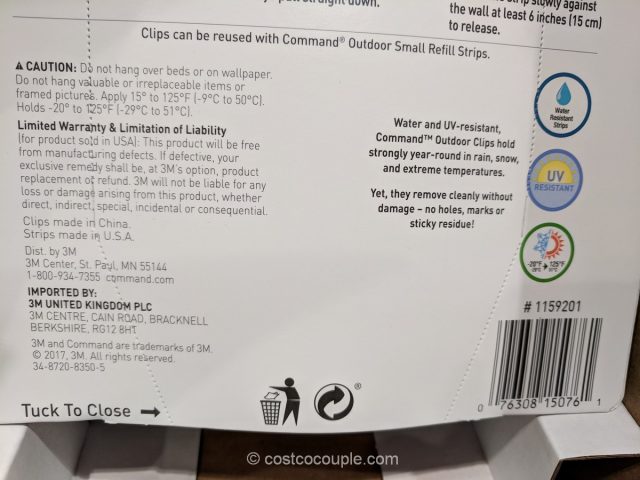 slowly against
the wall at least 6 inches (15 cm)
to release.
straight down.
Clips can be reused with Command® Outdoor Small Refill Strips.
▲ CAUTION: Do not hang over beds or on wallpaper.
Do not hang valuable or irreplaceable items or
framed pictures. Apply 15° to 125°F (-9°C to 50°C).
Holds -20° to 125°F (-29°C to 51°C).
Limited Warranty & Limitation of Liability
(for product sold in USA): This product will be free
from manufacturing defects. If defective, your
exclusive remedy shall be, at 3M's option, product
replacement or refund. 3M will not be liable for any
loss or damage arising from this product, whether
direct, indirect, special, incidental or consequential.
Clips made in China.
Strips made in U.S.A.
Dist. by 3M
3M Center, St. Paul, MN 55144
1-800-934-7355 command.com
IMPORTED BY:
3M UNITED KINGDOM PLC
3M CENTRE, CAIN ROAD, BRACKNELL
BERKSHIRE, RG12 8HT
3M and Command are trademarks of 3M.
© 2017, 3M. All rights reserved.
34-8720-8350-5
Water and UV-resistant,
Command™ Outdoor Clips hold
strongly year-round in rain, snow,
and extreme temperatures.
Yet, they remove cleanly without
damage – no holes, marks or
sticky residue!
Water
Resistant
Strips
UV
RESISTANT
-20°F → 125°F
# 1159201
0 76308 15076 1
Tuck To Close →
®
© costcocouple.com